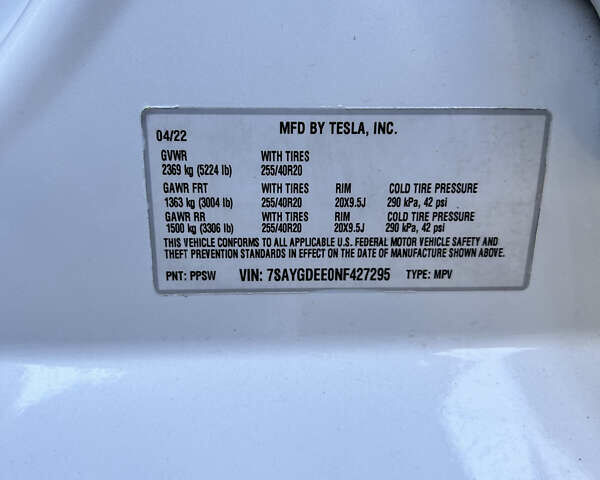 04/22 MFD BY TESLA, INC.
GVWR WITH TIRES
2369 kg (5224 lb) 255/40R20
GAWR FRT WITH TIRES RIM COLD TIRE PRESSURE
1363 kg (3004 lb) 255/40R20 20X9.5J 290 kPa, 42 psi
GAWR RR WITH TIRES RIM COLD TIRE PRESSURE
1500 kg (3306 lb) 255/40R20 20X9.5J 290 kPa, 42 psi
THIS VEHICLE CONFORMS TO ALL APPLICABLE U.S. FEDERAL MOTOR VEHICLE SAFETY AND
THEFT PREVENTION STANDARDS IN EFFECT ON THE DATE OF MANUFACTURE SHOWN ABOVE.
PNT: PPSW VIN: 7SAYGDEE0NF427295 TYPE: MPV